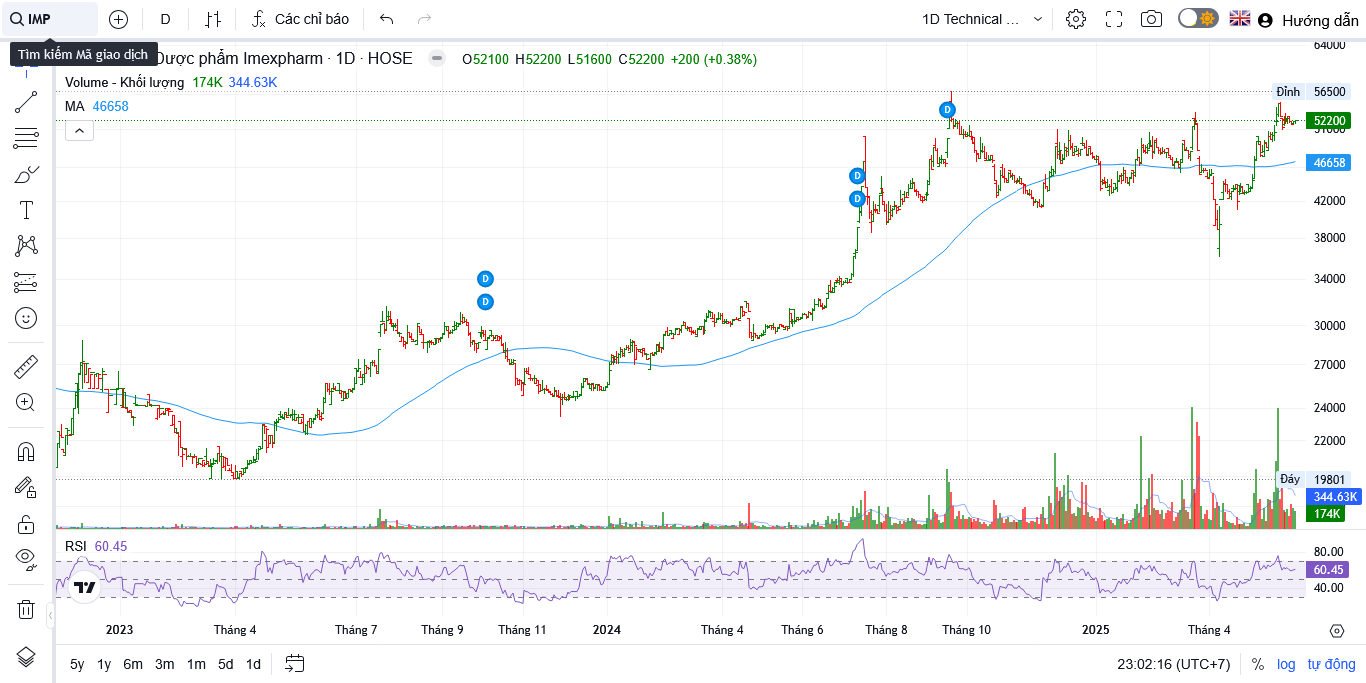 IMP
D
Các chỉ báo
1D Technical ...
Hướng dẫn
Tìm kiếm Mã giao dịch
Dược phẩm Imexpharm · 1D · HOSE
O52100 H52200 L51600 C52200 +200 (+0.38%)
Volume - Khối lượng 174K 344.63K
MA 46658
64000
Đỉnh 56500
52200
51000
46658
42000
38000
34000
30000
27000
24000
22000
Đáy 19801
344.63K
174K
D
D
D
D
D
RSI 60.45
80.00
60.45
40.00
2023 Tháng 4 Tháng 7 Tháng 9 Tháng 11 2024 Tháng 4 Tháng 6 Tháng 8 Tháng 10 2025 Tháng 4
5y 1y 6m 3m 1m 5d 1d
23:02:16 (UTC+7) % log tự động